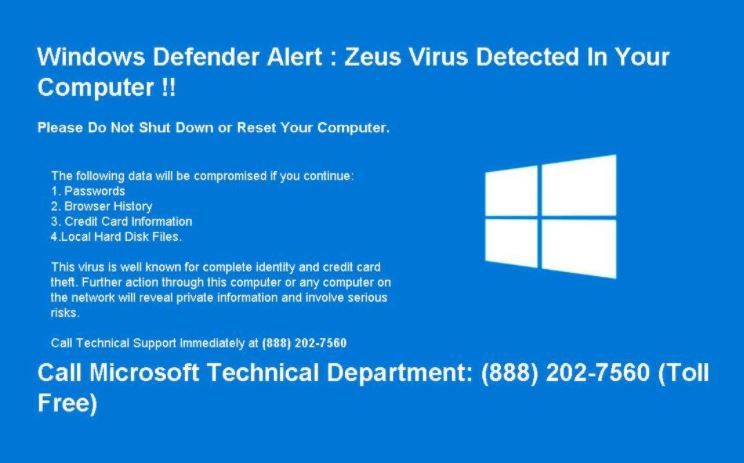 Windows Defender Alert : Zeus Virus Detected In Your
Computer !!
Please Do Not Shut Down or Reset Your Computer.
The following data will be compromised if you continue:
1. Passwords
2. Browser History
3. Credit Card Information
4.Local Hard Disk Files.
This virus is well known for complete identity and credit card
theft. Further action through this computer or any computer on
the network will reveal private information and involve serious
risks.
Call Technical Support Immediately at (888) 202-7560
Call Microsoft Technical Department: (888) 202-7560 (Toll
Free)